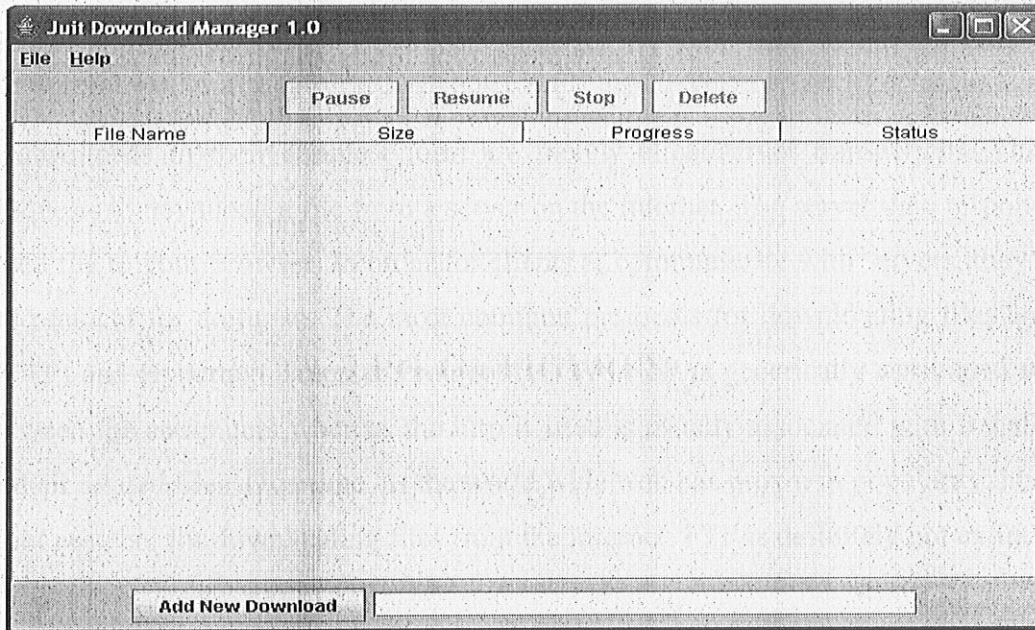 Juit Download Manager 1.0
File Help
Pause Resume Stop Delete
File Name Size Progress Status
Add New Download